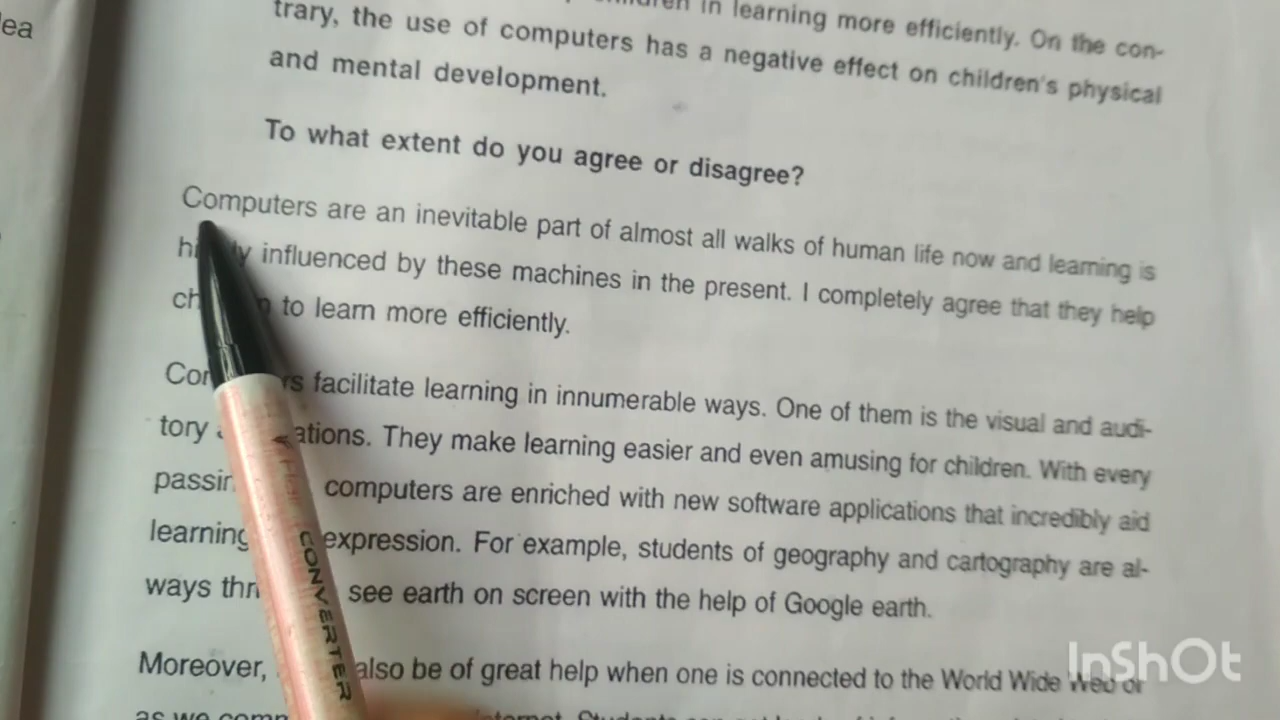 lea
in learning more efficiently. On the con-
trary, the use of computers has a negative effect on children's physical
and mental development.
To what extent do you agree or disagree?
Computers are an inevitable part of almost all walks of human life now and learning is
influenced by these machines in the present. I completely agree that they help
to learn more efficiently.
facilitate learning in innumerable ways. One of them is the visual and audi-
tory They make learning easier and even amusing for children. With every
computers are enriched with new software applications that incredibly aid
learning expression. For example, students of geography and cartography are al-
ways see earth on screen with the help of Google earth.
Moreover, also be of great help when one is connected to the World Wide Web or
as we
CONVERTER
InShOt